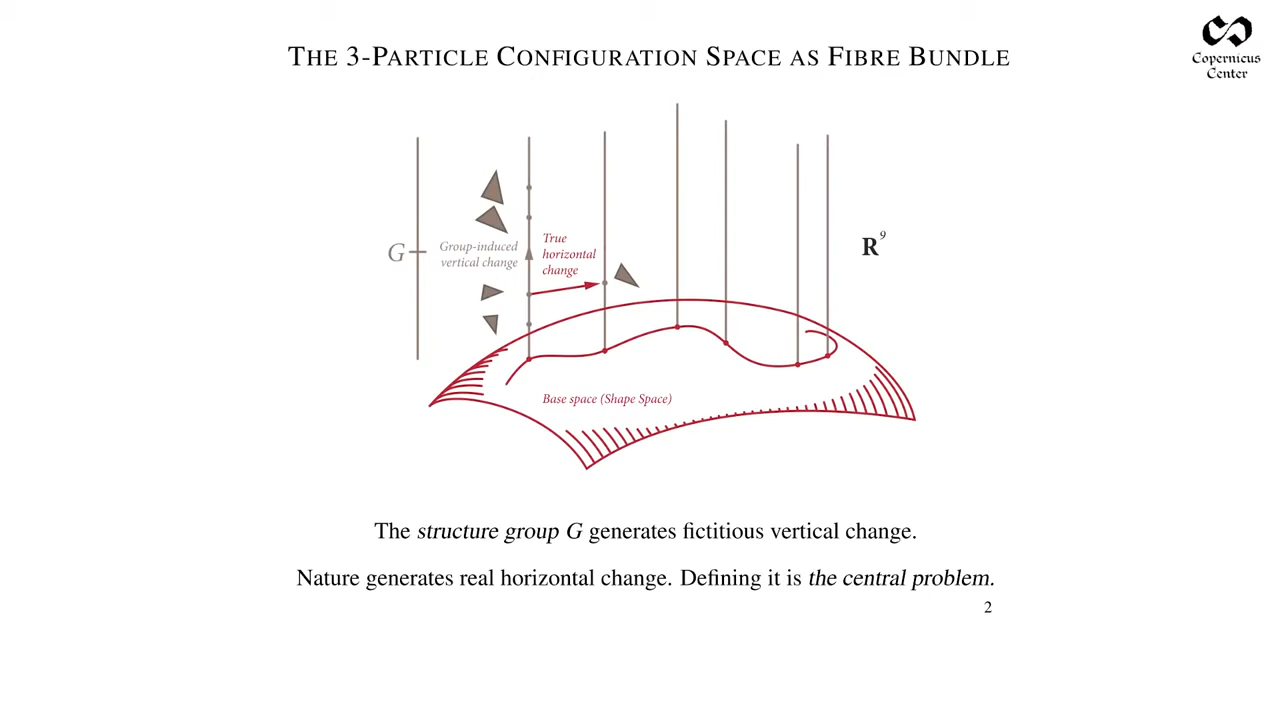 THE 3-PARTICLE CONFIGURATION SPACE AS FIBRE BUNDLE
Copernicus
Center
G
Group-induced
vertical change
True
horizontal
change
R⁹
Base space (Shape Space)
The structure group G generates fictitious vertical change.
Nature generates real horizontal change. Defining it is the central problem.
2